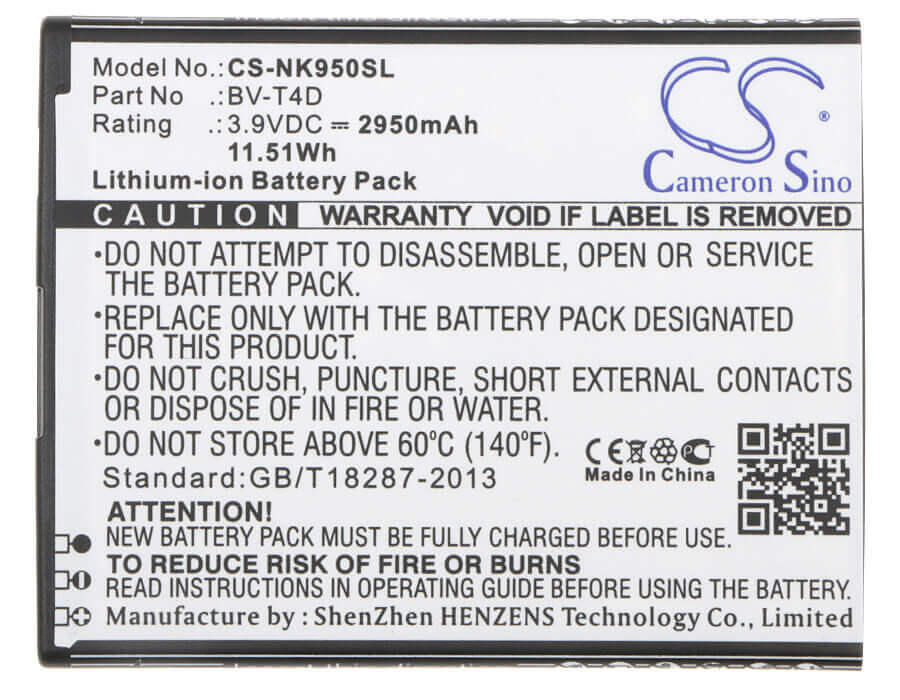 Model No.: CS-NK950SL
Part No .: BV-T4D
Rating .: 3.9VDC ⎓ 2950mAh
11.51Wh
Lithium-ion Battery Pack
CS ®
Cameron Sino
CAUTION WARRANTY VOID IF LABEL IS REMOVED
·DO NOT ATTEMPT TO DISASSEMBLE, OPEN OR SERVICE
THE BATTERY PACK.
·REPLACE ONLY WITH THE BATTERY PACK DESIGNATED
FOR THIS PRODUCT.
·DO NOT CRUSH, PUNCTURE, SHORT EXTERNAL CONTACTS
OR DISPOSE OF IN FIRE OR WATER.
·DO NOT STORE ABOVE 60ºC (140ºF).
CE PCT
Made in China
Standard:GB/T18287-2013
ATTENTION!
NEW BATTERY PACK MUST BE FULLY CHARGED BEFORE USE.
TO REDUCE RISK OF FIRE OR BURNS
READ INSTRUCTIONS IN OPERATING GUIDE BEFORE USING THE BATTERY.
Manufacture by : ShenZhen HENZENS Technology Co., Limited